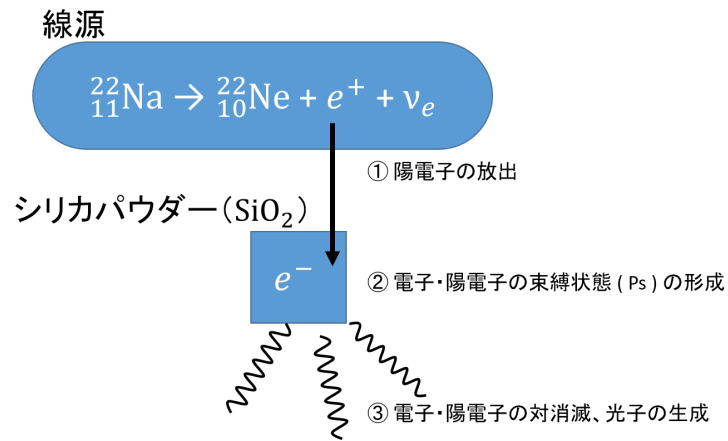 線源
²²₁₁Na → ²²₁₀Ne + e⁺ + νₑ
① 陽電子の放出
シリカパウダー(SiO₂)
e⁻
② 電子・陽電子の束縛状態 ( Ps ) の形成
③ 電子・陽電子の対消滅、光子の生成